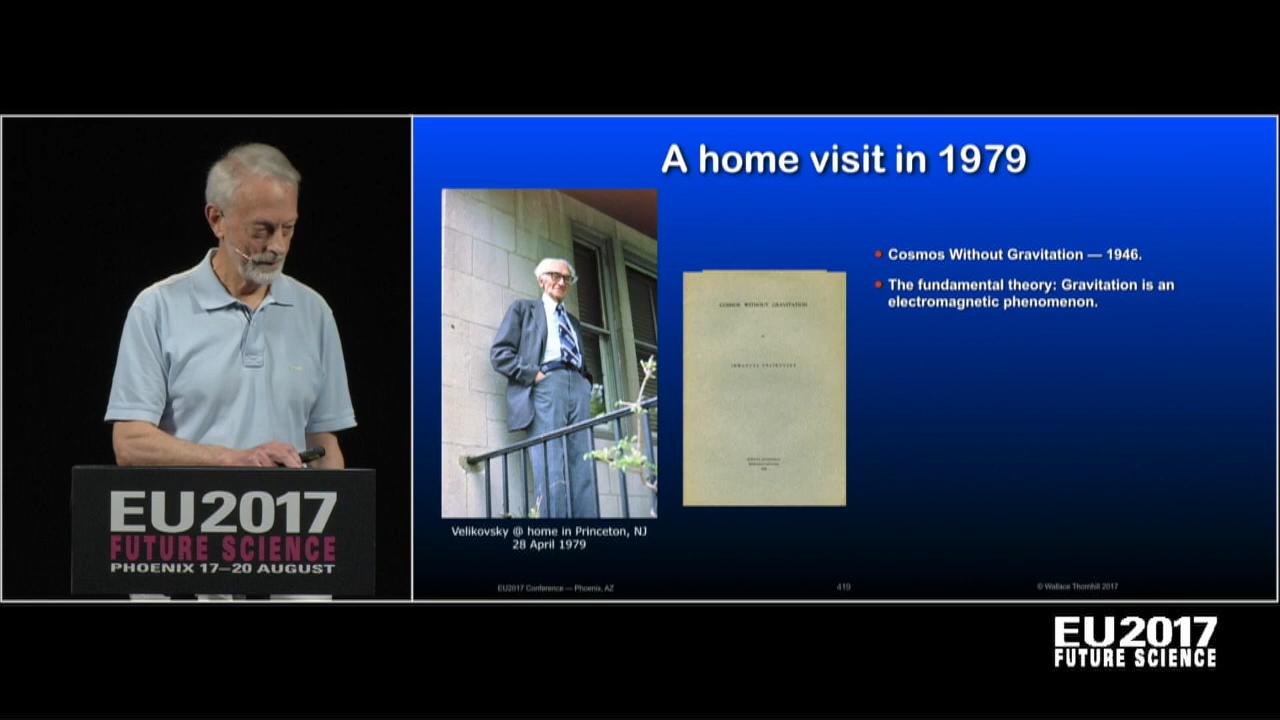 A home visit in 1979
Cosmos Without Gravitation — 1946.
The fundamental theory: Gravitation is an
electromagnetic phenomenon.
COSMOS WITHOUT GRAVITATION
IMMANUEL VELIKOVSKY
Velikovsky @ home in Princeton, NJ
28 April 1979
EU2017 Conference — Phoenix, AZ
419
© Wallace Thornhill 2017
EU2017
FUTURE SCIENCE
PHOENIX 17–20 AUGUST
EU2017
FUTURE SCIENCE